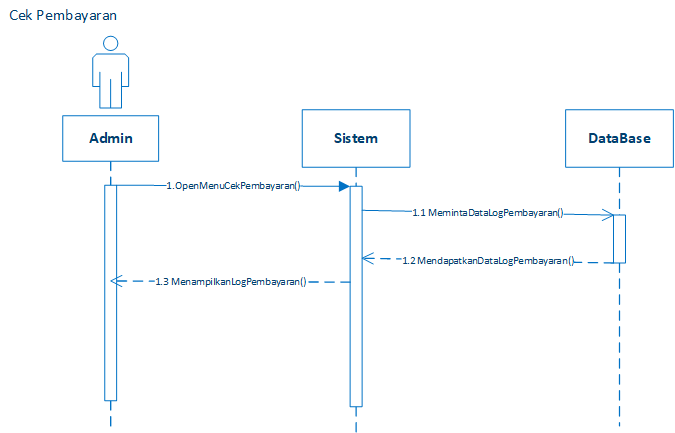 Cek Pembayaran
Admin
Sistem
DataBase
1.OpenMenuCekPembayaran()
1.1 MemintaDataLogPembayaran()
1.2 MendapatkanDataLogPembayaran()
1.3 MenampilkanLogPembayaran()